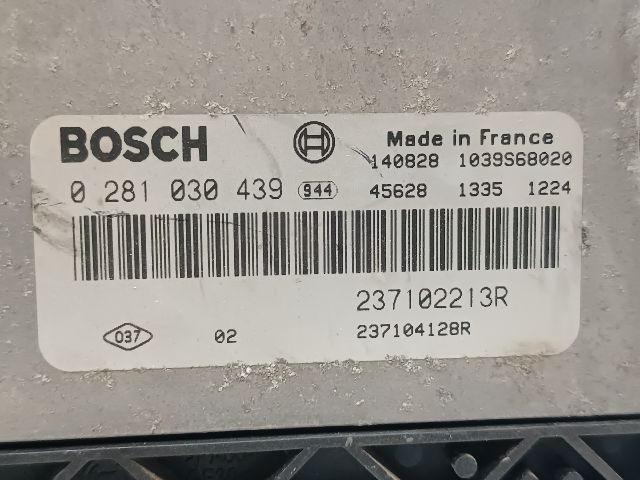 BOSCH Made in France
140828 1039S68020
0 281 030 439 944 45628 1335 1224
237102213R
037 02 237104128R